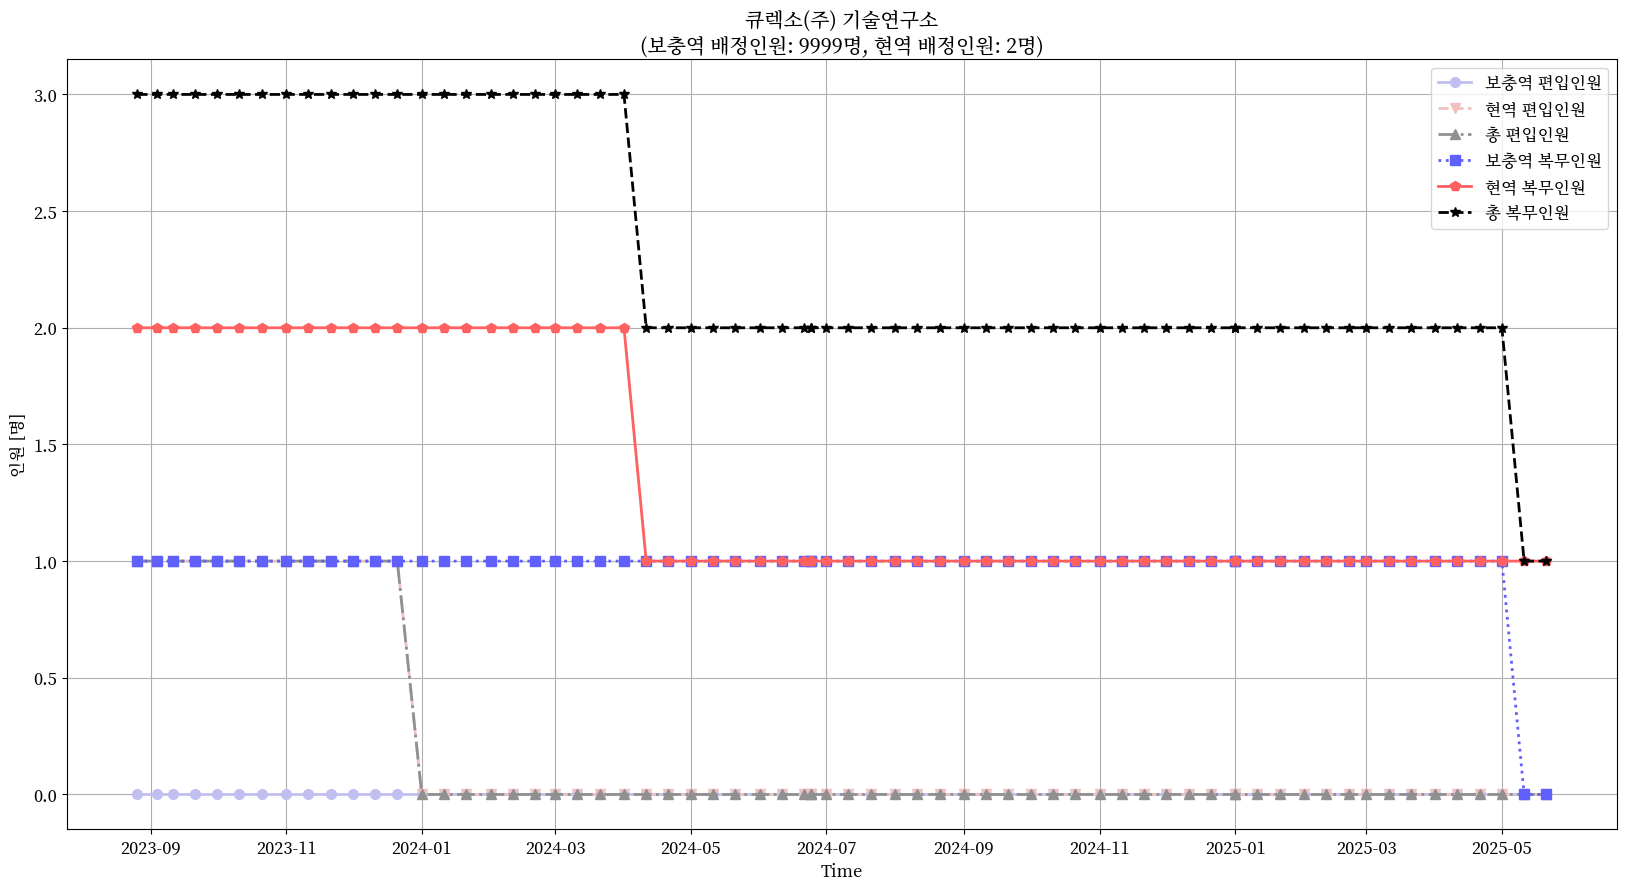 큐렉소(주) 기술연구소
(보충역 배정인원: 9999명, 현역 배정인원: 2명)
보충역 편입인원
현역 편입인원
총 편입인원
보충역 복무인원
현역 복무인원
총 복무인원
인원 [명]
3.0
2.5
2.0
1.5
1.0
0.5
0.0
2023-09
2023-11
2024-01
2024-03
2024-05
2024-07
2024-09
2024-11
2025-01
2025-03
2025-05
Time